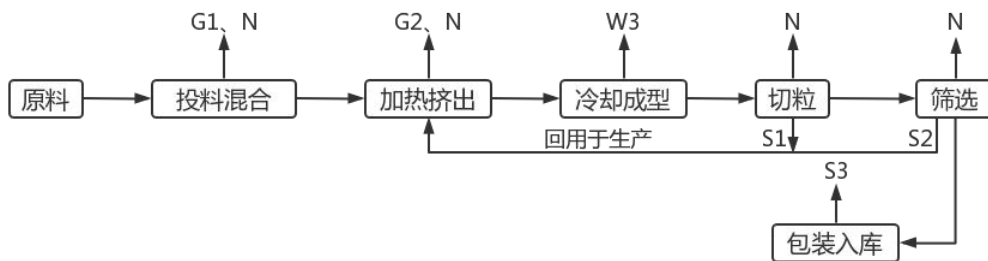 G1、N
G2、N
W3
N
N
原料
投料混合
加热挤出
冷却成型
切粒
筛选
回用于生产
S1
S2
S3
包装入库